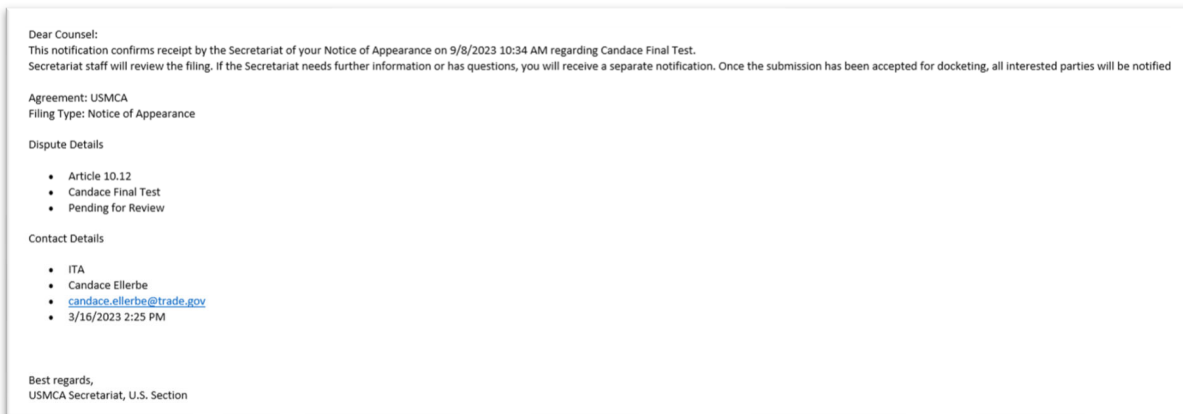 Dear Counsel:
This notification confirms receipt by the Secretariat of your Notice of Appearance on 9/8/2023 10:34 AM regarding Candace Final Test.
Secretariat staff will review the filing. If the Secretariat needs further information or has questions, you will receive a separate notification. Once the submission has been accepted for docketing, all interested parties will be notified
Agreement: USMCA
Filing Type: Notice of Appearance
Dispute Details
• Article 10.12
• Candace Final Test
• Pending for Review
Contact Details
• ITA
• Candace Ellerbe
• candace.ellerbe@trade.gov
• 3/16/2023 2:25 PM
Best regards,
USMCA Secretariat, U.S. Section